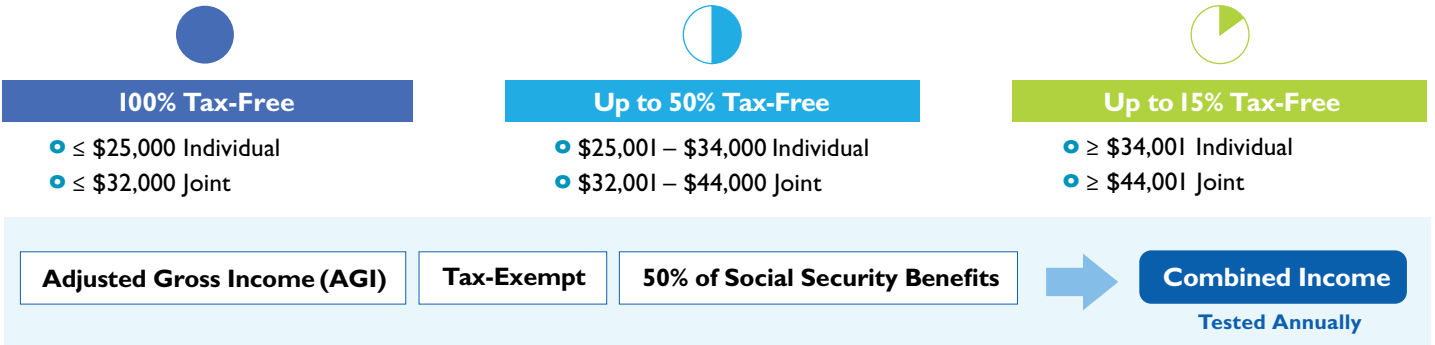 100% Tax-Free
Up to 50% Tax-Free
Up to 15% Tax-Free
≤ $25,000 Individual
≤ $32,000 Joint
$25,001 – $34,000 Individual
$32,001 – $44,000 Joint
≥ $34,001 Individual
≥ $44,001 Joint
Adjusted Gross Income (AGI)
Tax-Exempt
50% of Social Security Benefits
Combined Income
Tested Annually